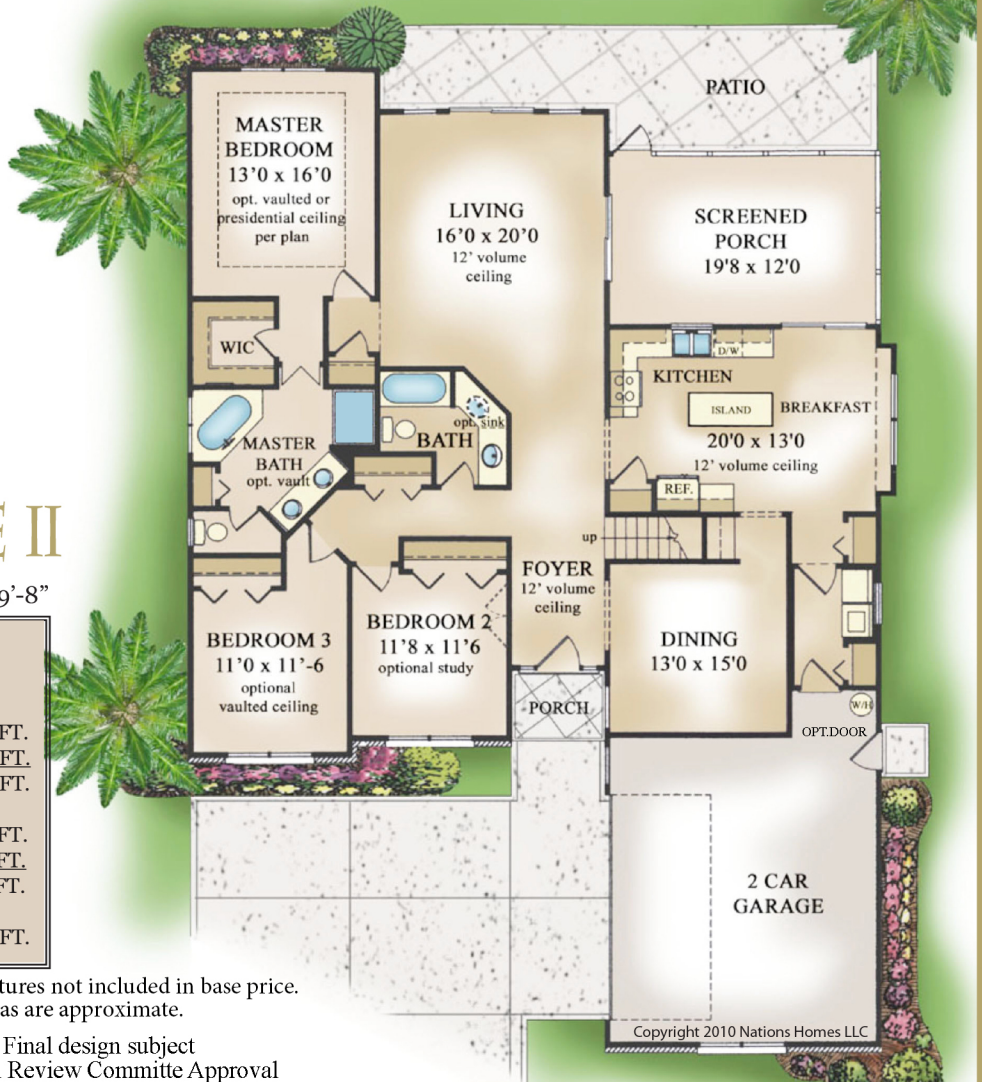 PATIO
MASTER
BEDROOM
13'0 x 16'0
opt. vaulted or
presidential ceiling
per plan
LIVING
16'0 x 20'0
12' volume
ceiling
SCREENED
PORCH
19'8 x 12'0
WIC
D/W
KITCHEN
ISLAND
BREAKFAST
20'0 x 13'0
12' volume ceiling
REF.
opt. sink
BATH
MASTER
BATH
opt. vault
up
FOYER
12' volume
ceiling
E II
9'-8"
BEDROOM 3
11'0 x 11'-6
optional
vaulted ceiling
BEDROOM 2
11'8 x 11'6
optional study
DINING
13'0 x 15'0
PORCH
W/H
OPT.DOOR
FT.
FT.
FT.
FT.
FT.
FT.
FT.
2 CAR
GARAGE
tures not included in base price.
as are approximate.
Final design subject
Review Committe Approval
Copyright 2010 Nations Homes LLC